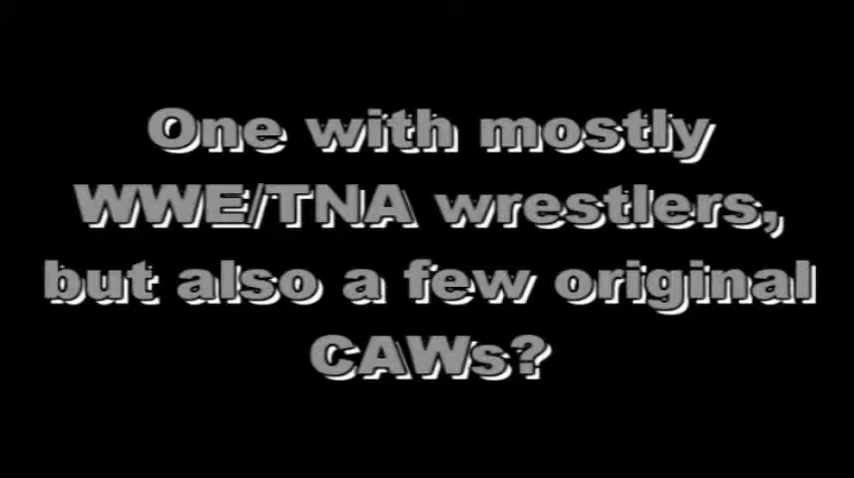 One with mostly
WWE/TNA wrestlers,
but also a few original
CAWs?